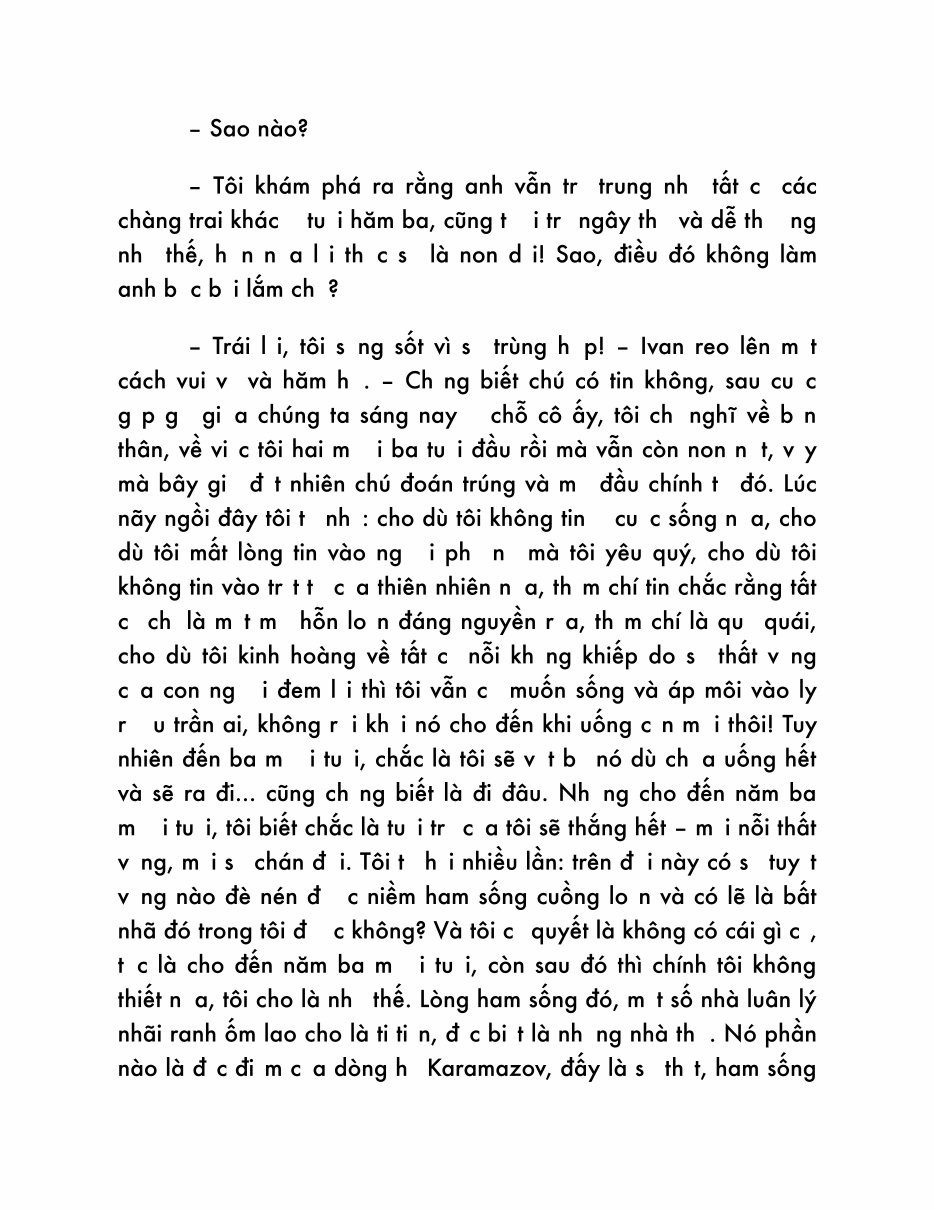 – Sao nào?
– Tôi khám phá ra rằng anh vẫn tr trung nh tất c các
chàng trai khác tu i hăm ba, cũng t i tr ngây th và dễ th ng
nh thế, h n n a l i th c s là non d i! Sao, điều đó không làm
anh b c b i lắm ch ?
– Trái l i, tôi s ng sốt vì s trùng h p! – Ivan reo lên m t
cách vui v và hăm h . – Ch ng biết chú có tin không, sau cu c
g p g gi a chúng ta sáng nay chỗ cô ấy, tôi ch nghĩ về b n
thân, về vi c tôi hai m i ba tu i đầu rồi mà vẫn còn non n t, v y
mà bây gi đ t nhiên chú đoán trúng và m đầu chính t đó. Lúc
nãy ngồi đây tôi t nh : cho dù tôi không tin cu c sống n a, cho
dù tôi mất lòng tin vào ng i ph n mà tôi yêu quý, cho dù tôi
không tin vào tr t t c a thiên nhiên n a, th m chí tin chắc rằng tất
c ch là m t m hỗn lo n đáng nguyền r a, th m chí là qu quái,
cho dù tôi kinh hoàng về tất c nỗi kh ng khiếp do s thất v ng
c a con ng i đem l i thì tôi vẫn c muốn sống và áp môi vào ly
r u trần ai, không r i kh i nó cho đến khi uống c n m i thôi! Tuy
nhiên đến ba m i tu i, chắc là tôi sẽ v t b nó dù ch a uống hết
và sẽ ra đi... cũng ch ng biết là đi đâu. Nh ng cho đến năm ba
m i tu i, tôi biết chắc là tu i tr c a tôi sẽ thắng hết – m i nỗi thất
v ng, m i s chán đ i. Tôi t h i nhiều lần: trên đ i này có s tuy t
v ng nào đè nén đ c niềm ham sống cuồng lo n và có lẽ là bất
nhã đó trong tôi đ c không? Và tôi c quyết là không có cái gì c ,
t c là cho đến năm ba m i tu i, còn sau đó thì chính tôi không
thiết n a, tôi cho là nh thế. Lòng ham sống đó, m t số nhà luân lý
nhãi ranh ốm lao cho là ti ti n, đ c bi t là nh ng nhà th . Nó phần
nào là đ c đi m c a dòng h Karamazov, đấy là s th t, ham sống